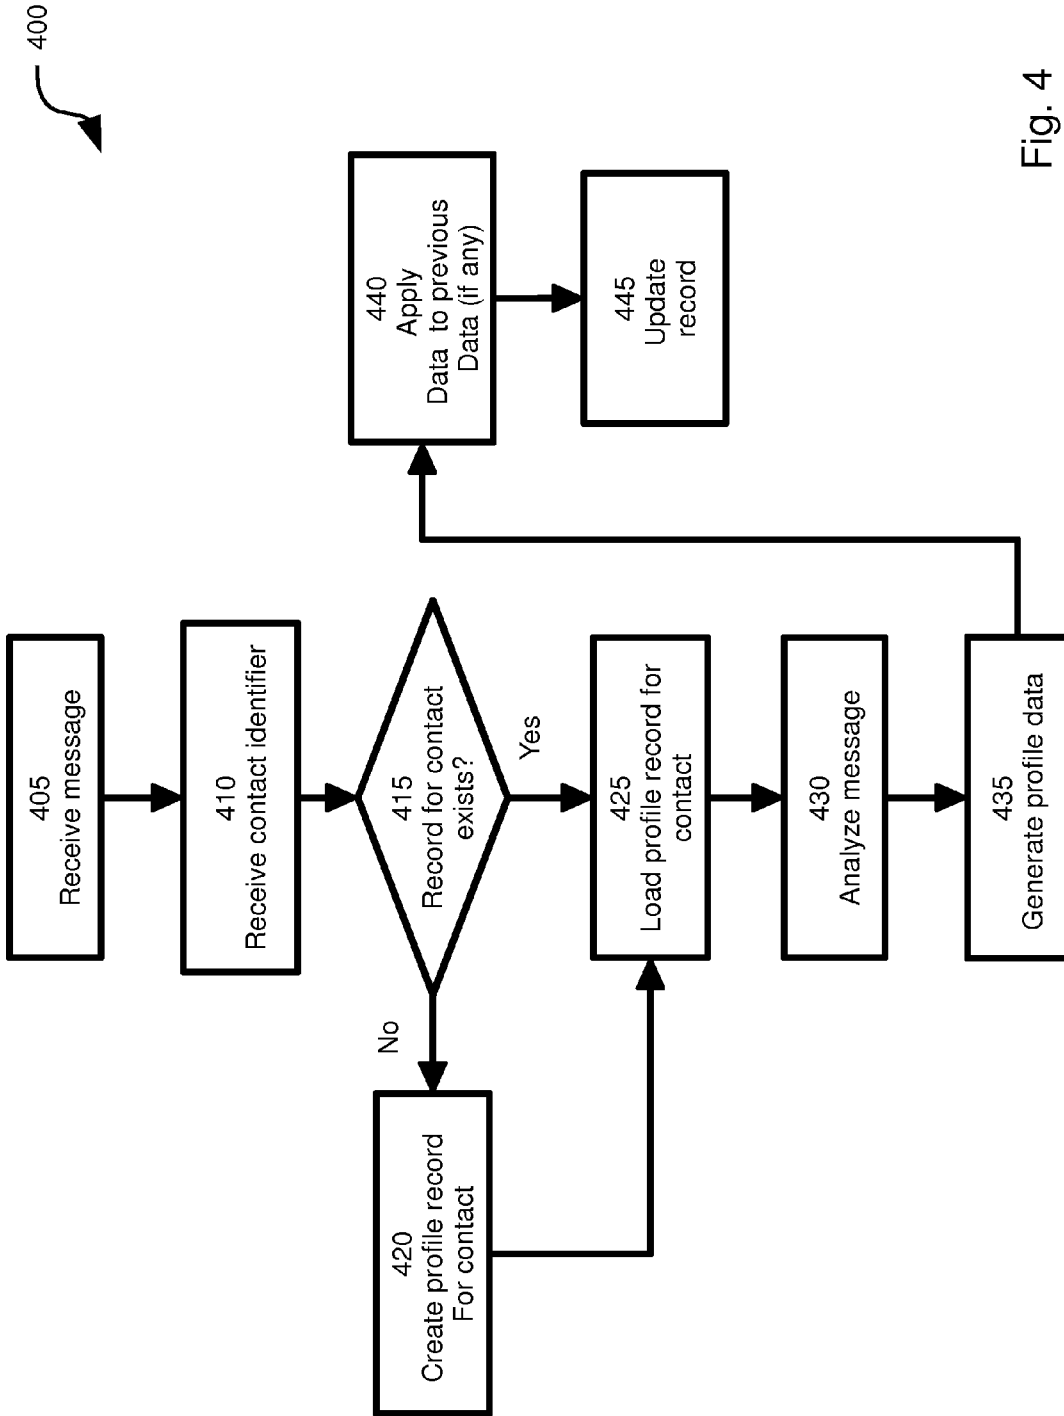 400
405
Receive message
410
Receive contact identifier
415
Record for contact
exists?
No
Yes
420
Create profile record
For contact
425
Load profile record for
contact
430
Analyze message
435
Generate profile data
440
Apply
Data to previous
Data (if any)
445
Update
record
Fig. 4